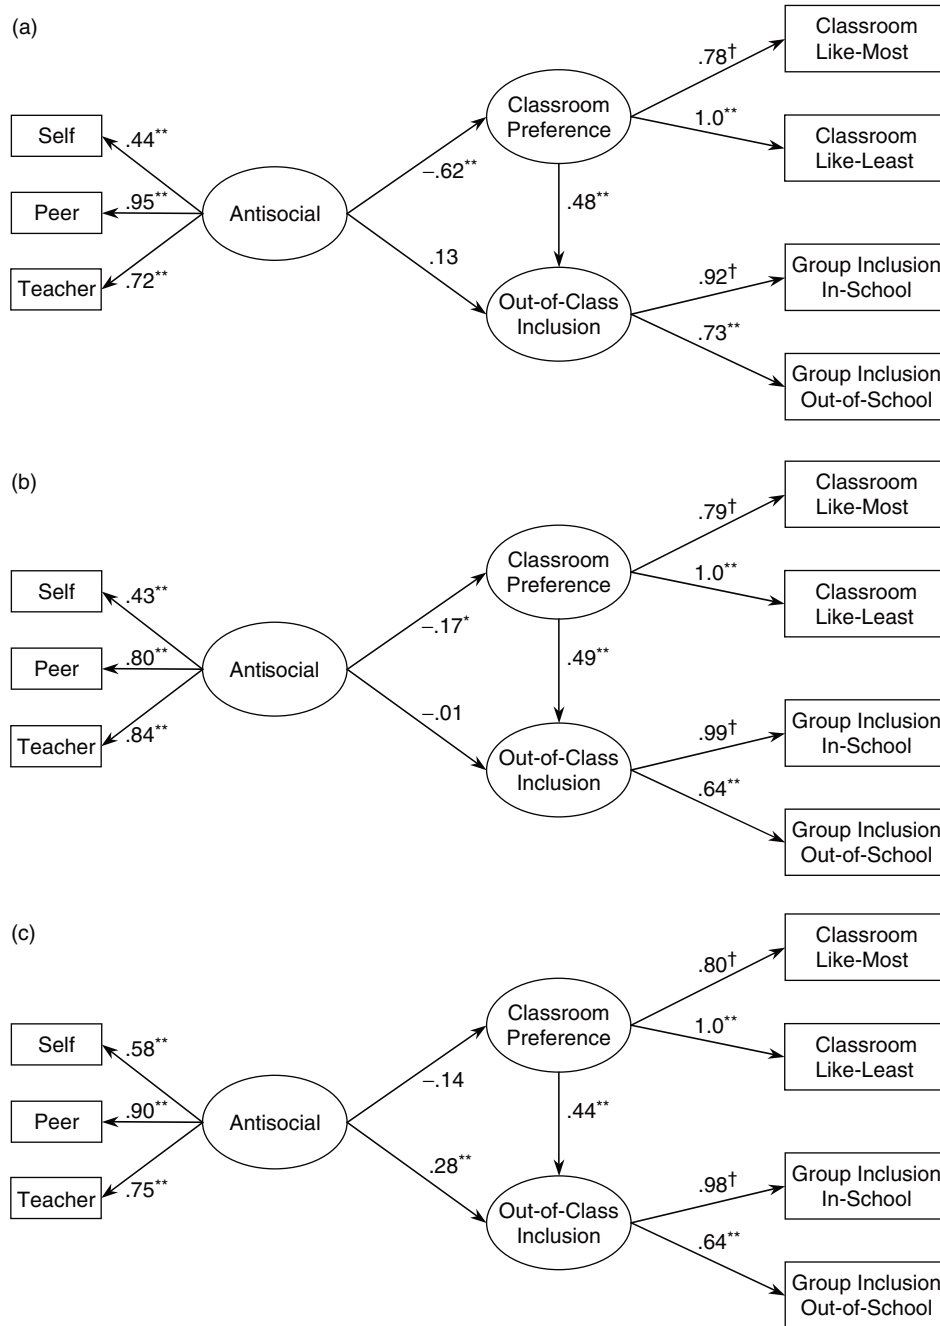 (a)
Classroom
Like-Most
.78†
Classroom
Preference
1.0**
Self
.44**
Classroom
Like-Least
−.62**
Peer
.95**
Antisocial
.48**
.13
Teacher
.72**
Group Inclusion
In-School
.92†
Out-of-Class
Inclusion
.73**
Group Inclusion
Out-of-School
(b)
Classroom
Like-Most
.79†
Classroom
Preference
1.0**
Self
.43**
Classroom
Like-Least
−.17*
Peer
.80**
Antisocial
.49**
−.01
Teacher
.84**
Group Inclusion
In-School
.99†
Out-of-Class
Inclusion
.64**
Group Inclusion
Out-of-School
(c)
Classroom
Like-Most
.80†
Classroom
Preference
1.0**
Self
.58**
Classroom
Like-Least
−.14
Peer
.90**
Antisocial
.44**
.28**
Teacher
.75**
Group Inclusion
In-School
.98†
Out-of-Class
Inclusion
.64**
Group Inclusion
Out-of-School